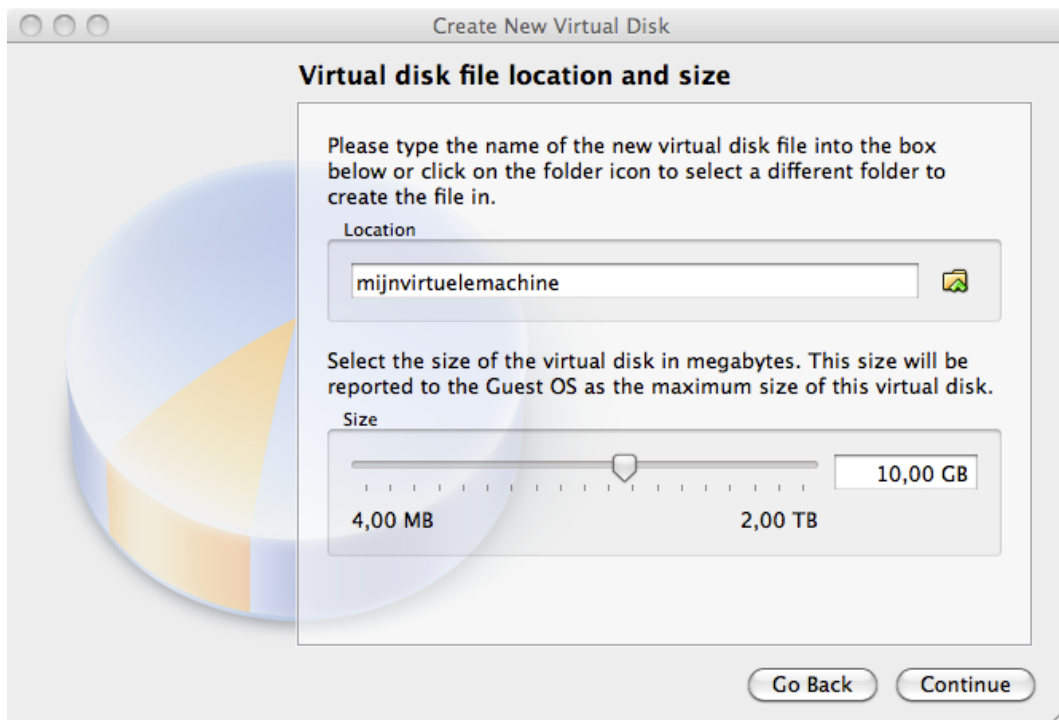 Create New Virtual Disk
Virtual disk file location and size
Please type the name of the new virtual disk file into the box
below or click on the folder icon to select a different folder to
create the file in.
Location
mijnvirtuelemachine
Select the size of the virtual disk in megabytes. This size will be
reported to the Guest OS as the maximum size of this virtual disk.
Size
10,00 GB
4,00 MB 2,00 TB
Go Back Continue